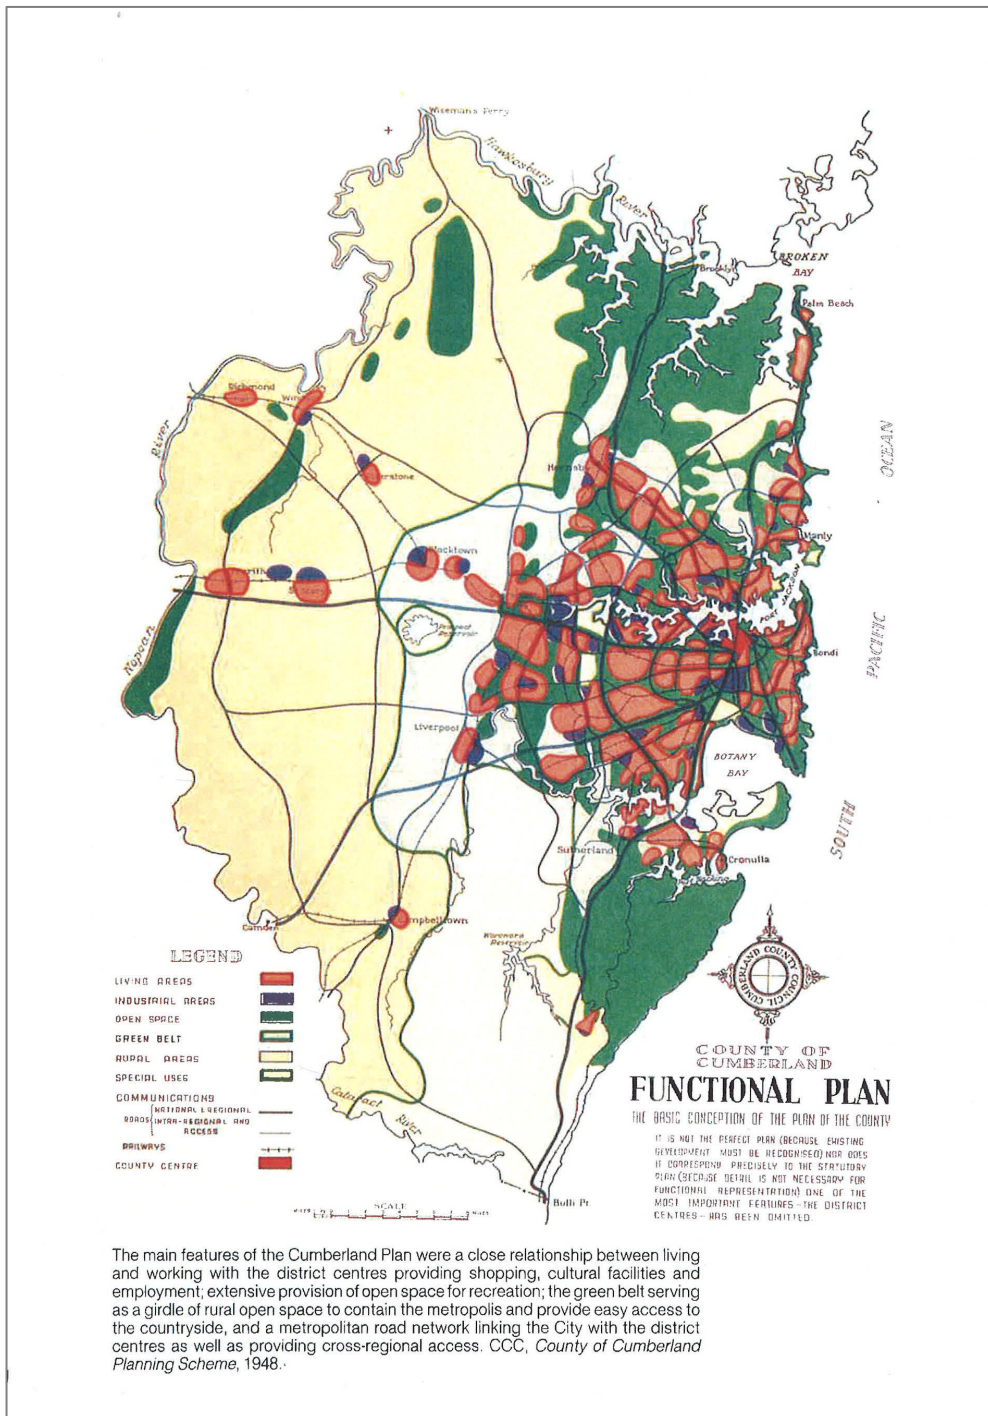 Wisemans Ferry
Hawkesbury
River
Brooklyn
BROKEN
BAY
Palm Beach
Richmond
River
OCEAN
Hornsby
Blacktown
Manly
PORT JACKSON
Prospect
Reservoir
Nepean
PACIFIC
Bondi
Liverpool
BOTANY
BAY
SOUTH
Sutherland
Cronulla
Woronora
Reservoir
Camden
Campbelltown
LEGEND
LIVING AREAS
INDUSTRIAL AREAS
OPEN SPACE
GREEN BELT
RURAL AREAS
SPECIAL USES
COMMUNICATIONS
ROADS
NATIONAL & REGIONAL
INTRA-REGIONAL AND
ACCESS
RAILWAYS
COUNTY CENTRE
Cataract
River
SCALE
Bulli Pt.
CUMBERLAND COUNTY COUNCIL
COUNTY OF
CUMBERLAND
FUNCTIONAL PLAN
THE BASIC CONCEPTION OF THE PLAN OF THE COUNTY
IT IS NOT THE PERFECT PLAN (BECAUSE EXISTING
DEVELOPMENT MUST BE RECOGNISED) NOR DOES
IT CORRESPOND PRECISELY TO THE STATUTORY
PLAN (BECAUSE DETAIL IS NOT NECESSARY FOR
FUNCTIONAL REPRESENTATION) ONE OF THE
MOST IMPORTANT FEATURES-THE DISTRICT
CENTRES-HAS BEEN OMITTED.
The main features of the Cumberland Plan were a close relationship between living
and working with the district centres providing shopping, cultural facilities and
employment; extensive provision of open space for recreation; the green belt serving
as a girdle of rural open space to contain the metropolis and provide easy access to
the countryside, and a metropolitan road network linking the City with the district
centres as well as providing cross-regional access. CCC, County of Cumberland
Planning Scheme, 1948.